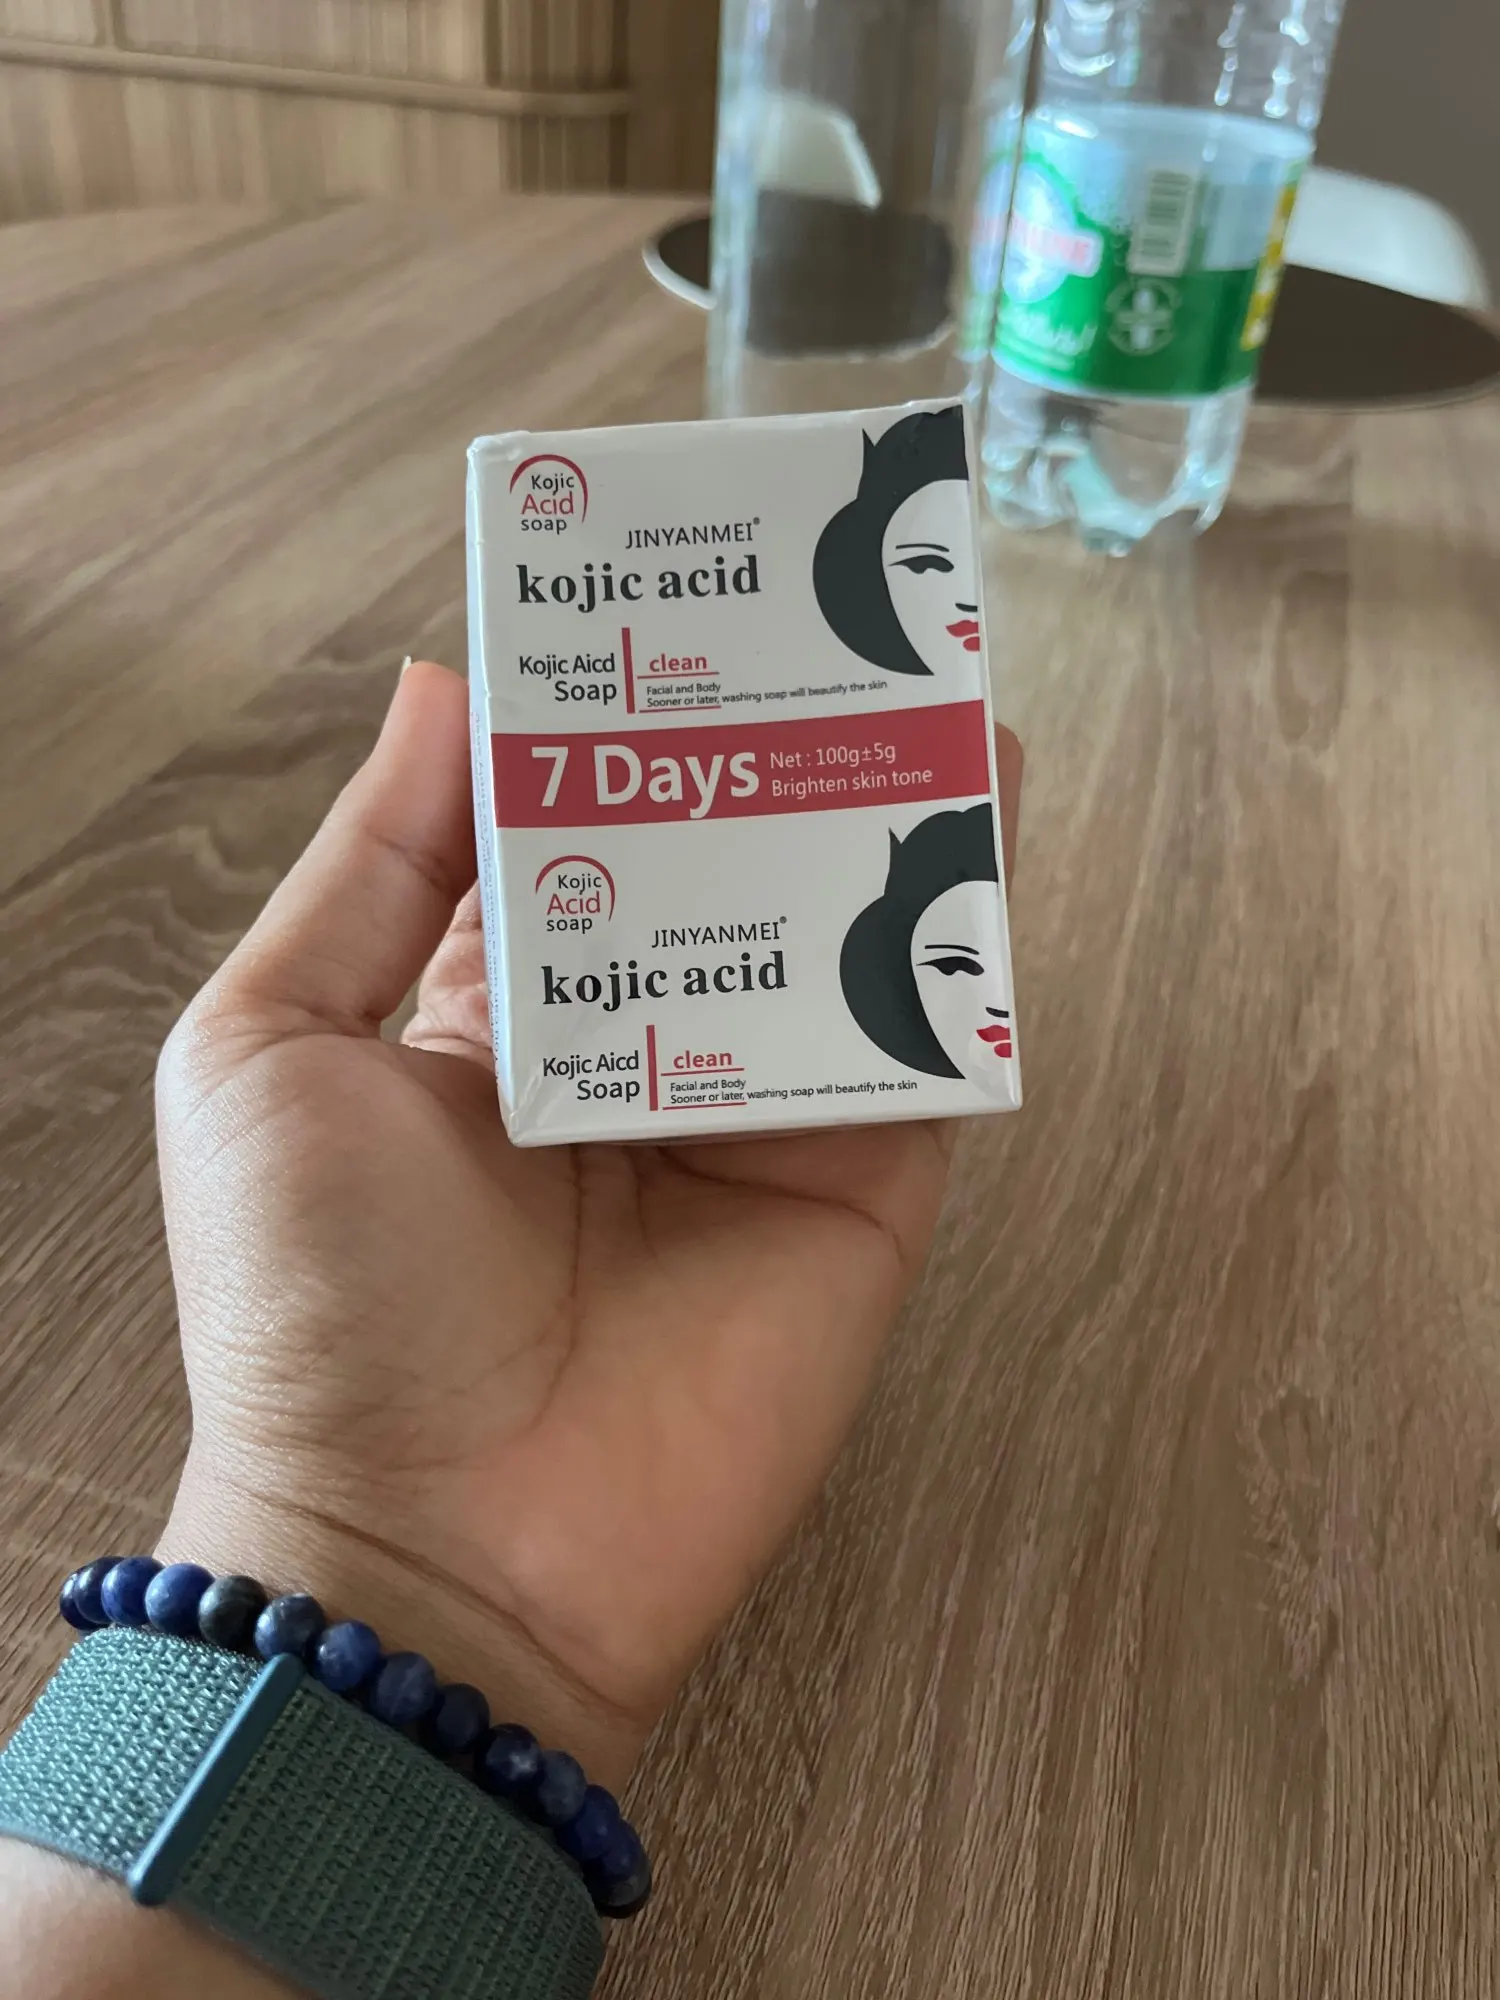 Kojic
Acid
soap
JINYANMEI®
kojic acid
Kojic Aicd
Soap
clean
Facial and Body
Sooner or later, washing soap will beautify the skin
7 Days
Net : 100g±5g
Brighten skin tone
Kojic
Acid
soap
JINYANMEI®
kojic acid
Kojic Aicd
Soap
clean
Facial and Body
Sooner or later, washing soap will beautify the skin